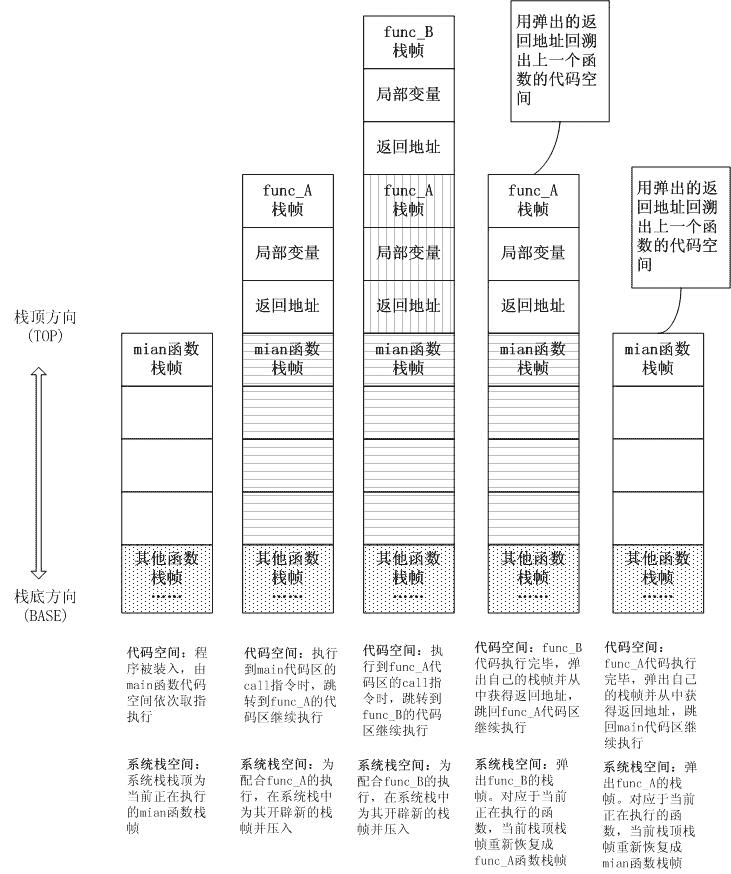 func_B
栈帧
局部变量
返回地址
用弹出的返
回地址回溯
出上一个函
数的代码空
间
func_A
栈帧
局部变量
返回地址
func_A
栈帧
局部变量
返回地址
func_A
栈帧
局部变量
返回地址
用弹出的返
回地址回溯
出上一个函
数的代码空
间
栈顶方向
(TOP)
mian函数
栈帧
mian函数
栈帧
mian函数
栈帧
mian函数
栈帧
mian函数
栈帧
其他函数
栈帧
……
其他函数
栈帧
……
其他函数
栈帧
……
其他函数
栈帧
……
其他函数
栈帧
……
栈底方向
(BASE)
代码空间：程
序被装入，由
main函数代码
空间依次取指
执行
代码空间：执行
到main代码区的
call指令时，跳
转到func_A的代
码区继续执行
代码空间：执
行到func_A代
码区的call指
令时，跳转到
func_B的代码
区继续执行
代码空间：func_B
代码执行完毕，弹
出自己的栈帧并从
中获得返回地址，
跳回func_A代码区
继续执行
代码空间：
func_A代码执行
完毕，弹出自己
的栈帧并从中获
得返回地址，跳
回main代码区继
续执行
系统栈空间：
系统栈栈顶为
当前正在执行
的mian函数栈
帧
系统栈空间：为
配合func_A的执
行，在系统栈中
为其开辟新的栈
帧并压入
系统栈空间：为
配合func_B的执
行，在系统栈中
为其开辟新的栈
帧并压入
系统栈空间：弹
出func_B的栈
帧。对应于当前
正在执行的函
数，当前栈顶栈
帧重新恢复成
func_A函数栈帧
系统栈空间：弹
出func_A的栈
帧。对应于当前
正在执行的函
数，当前栈顶栈
帧重新恢复成
mian函数栈帧